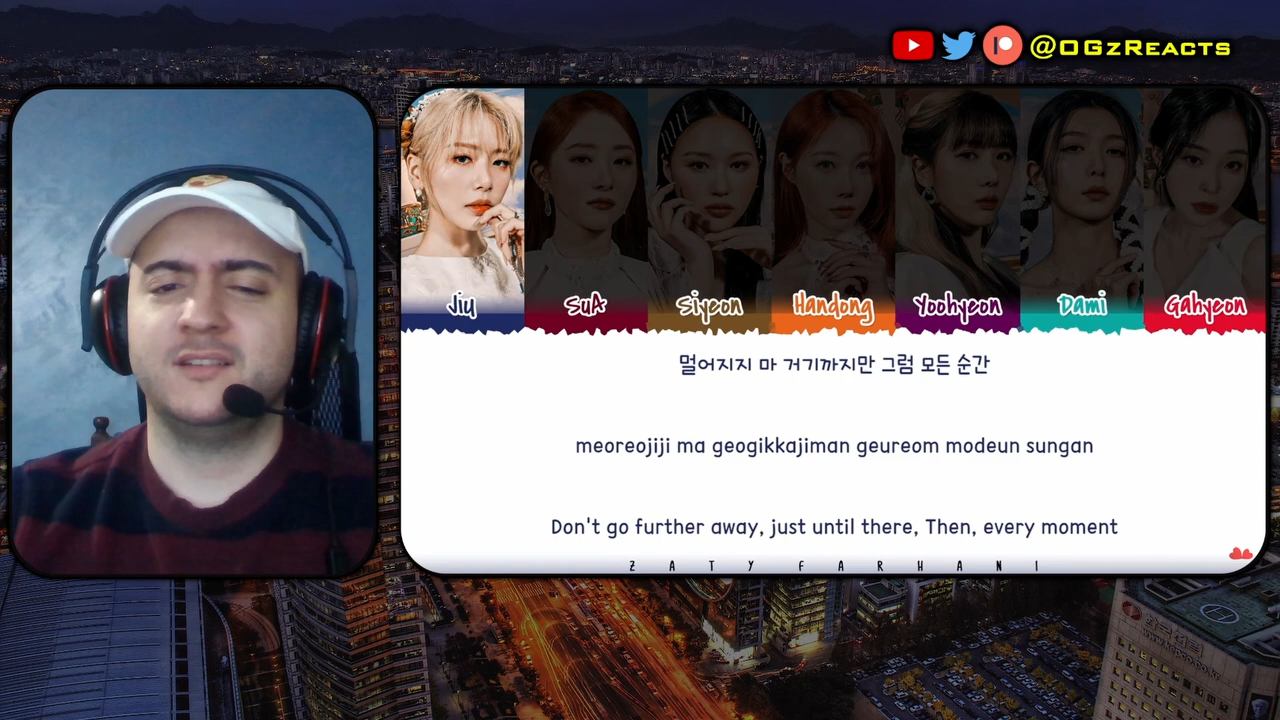 @OGzReacts
Jiu
SuA
Siyeon
Handong
Yoohyeon
Dami
Gahyeon
멀어지지 마 거기까지만 그럼 모든 순간
meoreojiji ma geogikkajiman geureom modeun sungan
Don't go further away, just until there, Then, every moment
ZATY FARHANI